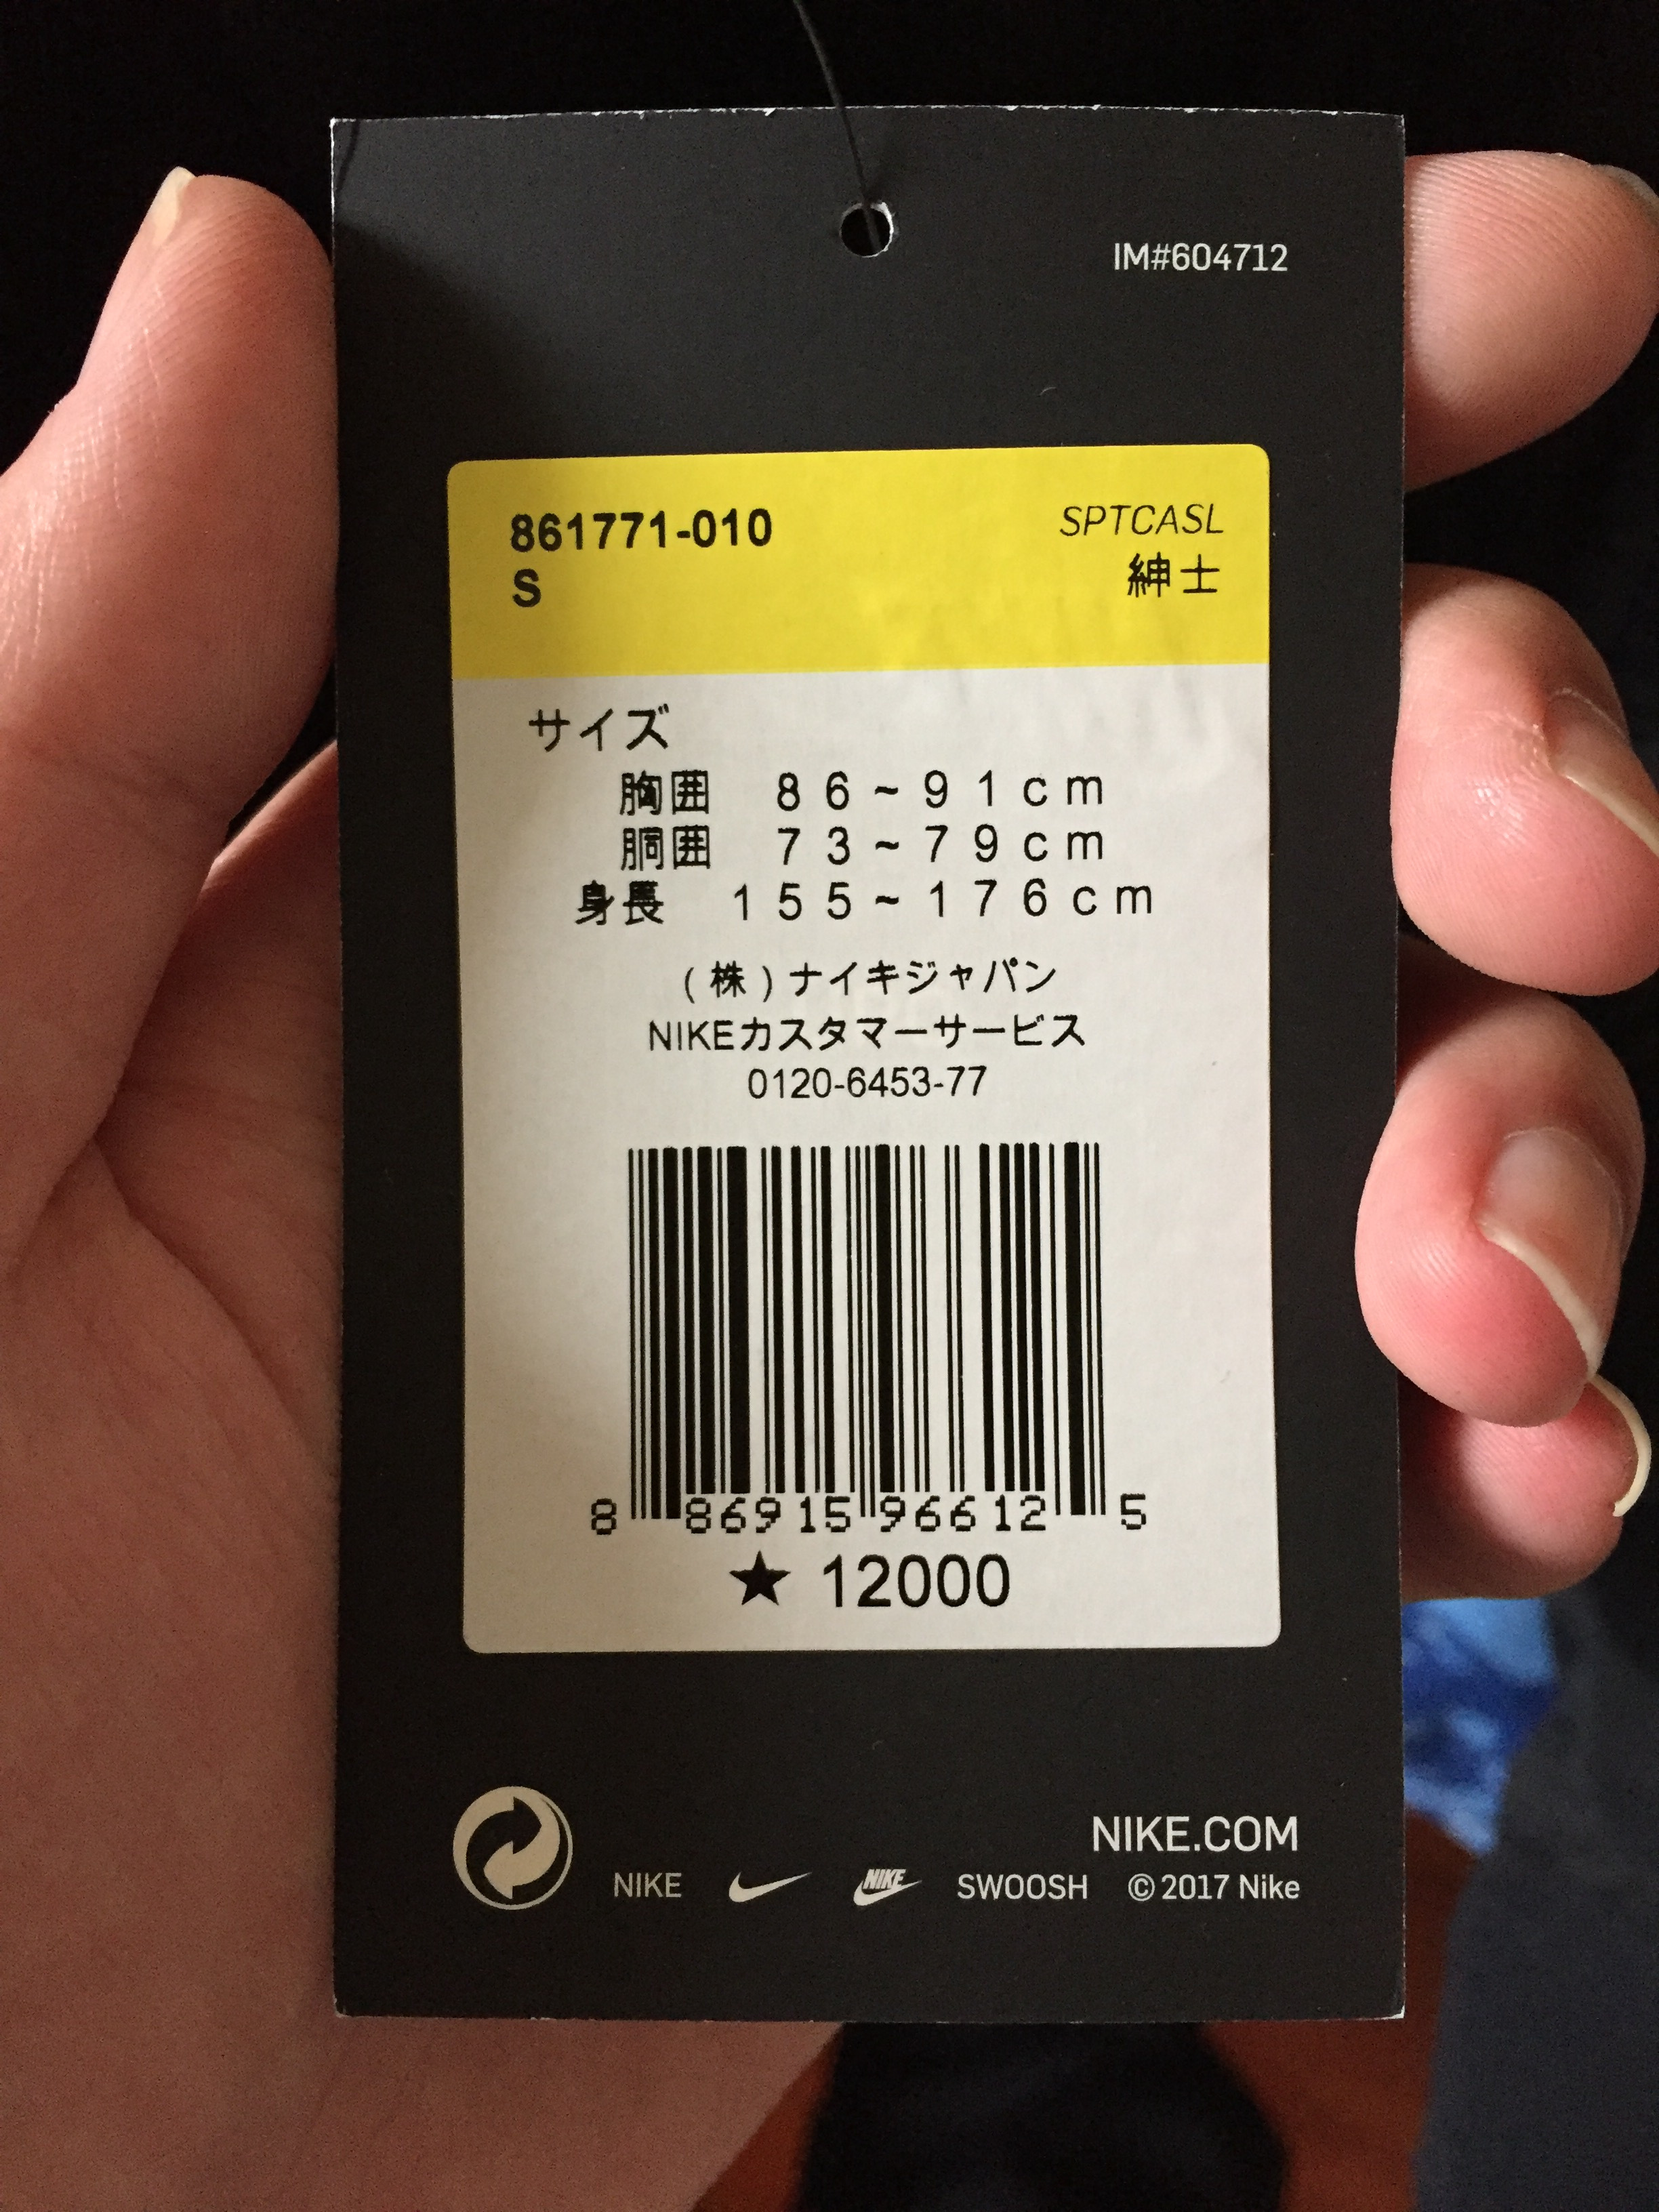 IM#604712
861771-010
SPTCASL
S
紳士
サイズ
胸囲 86~91cm
胴囲 73~79cm
身長 155~176cm
(株)ナイキジャパン
NIKEカスタマーサービス
0120-6453-77
8 86915 96612 5
★ 12000
NIKE.COM
NIKE NIKE SWOOSH © 2017 Nike